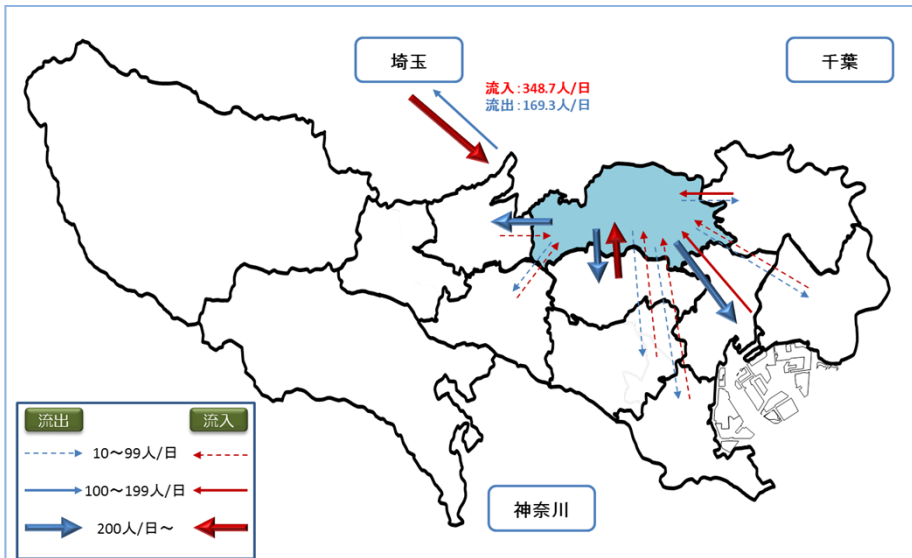 埼玉
千葉
流入：348.7人/日
流出：169.3人/日
流出
流入
10～99人/日
100～199人/日
200人/日～
神奈川